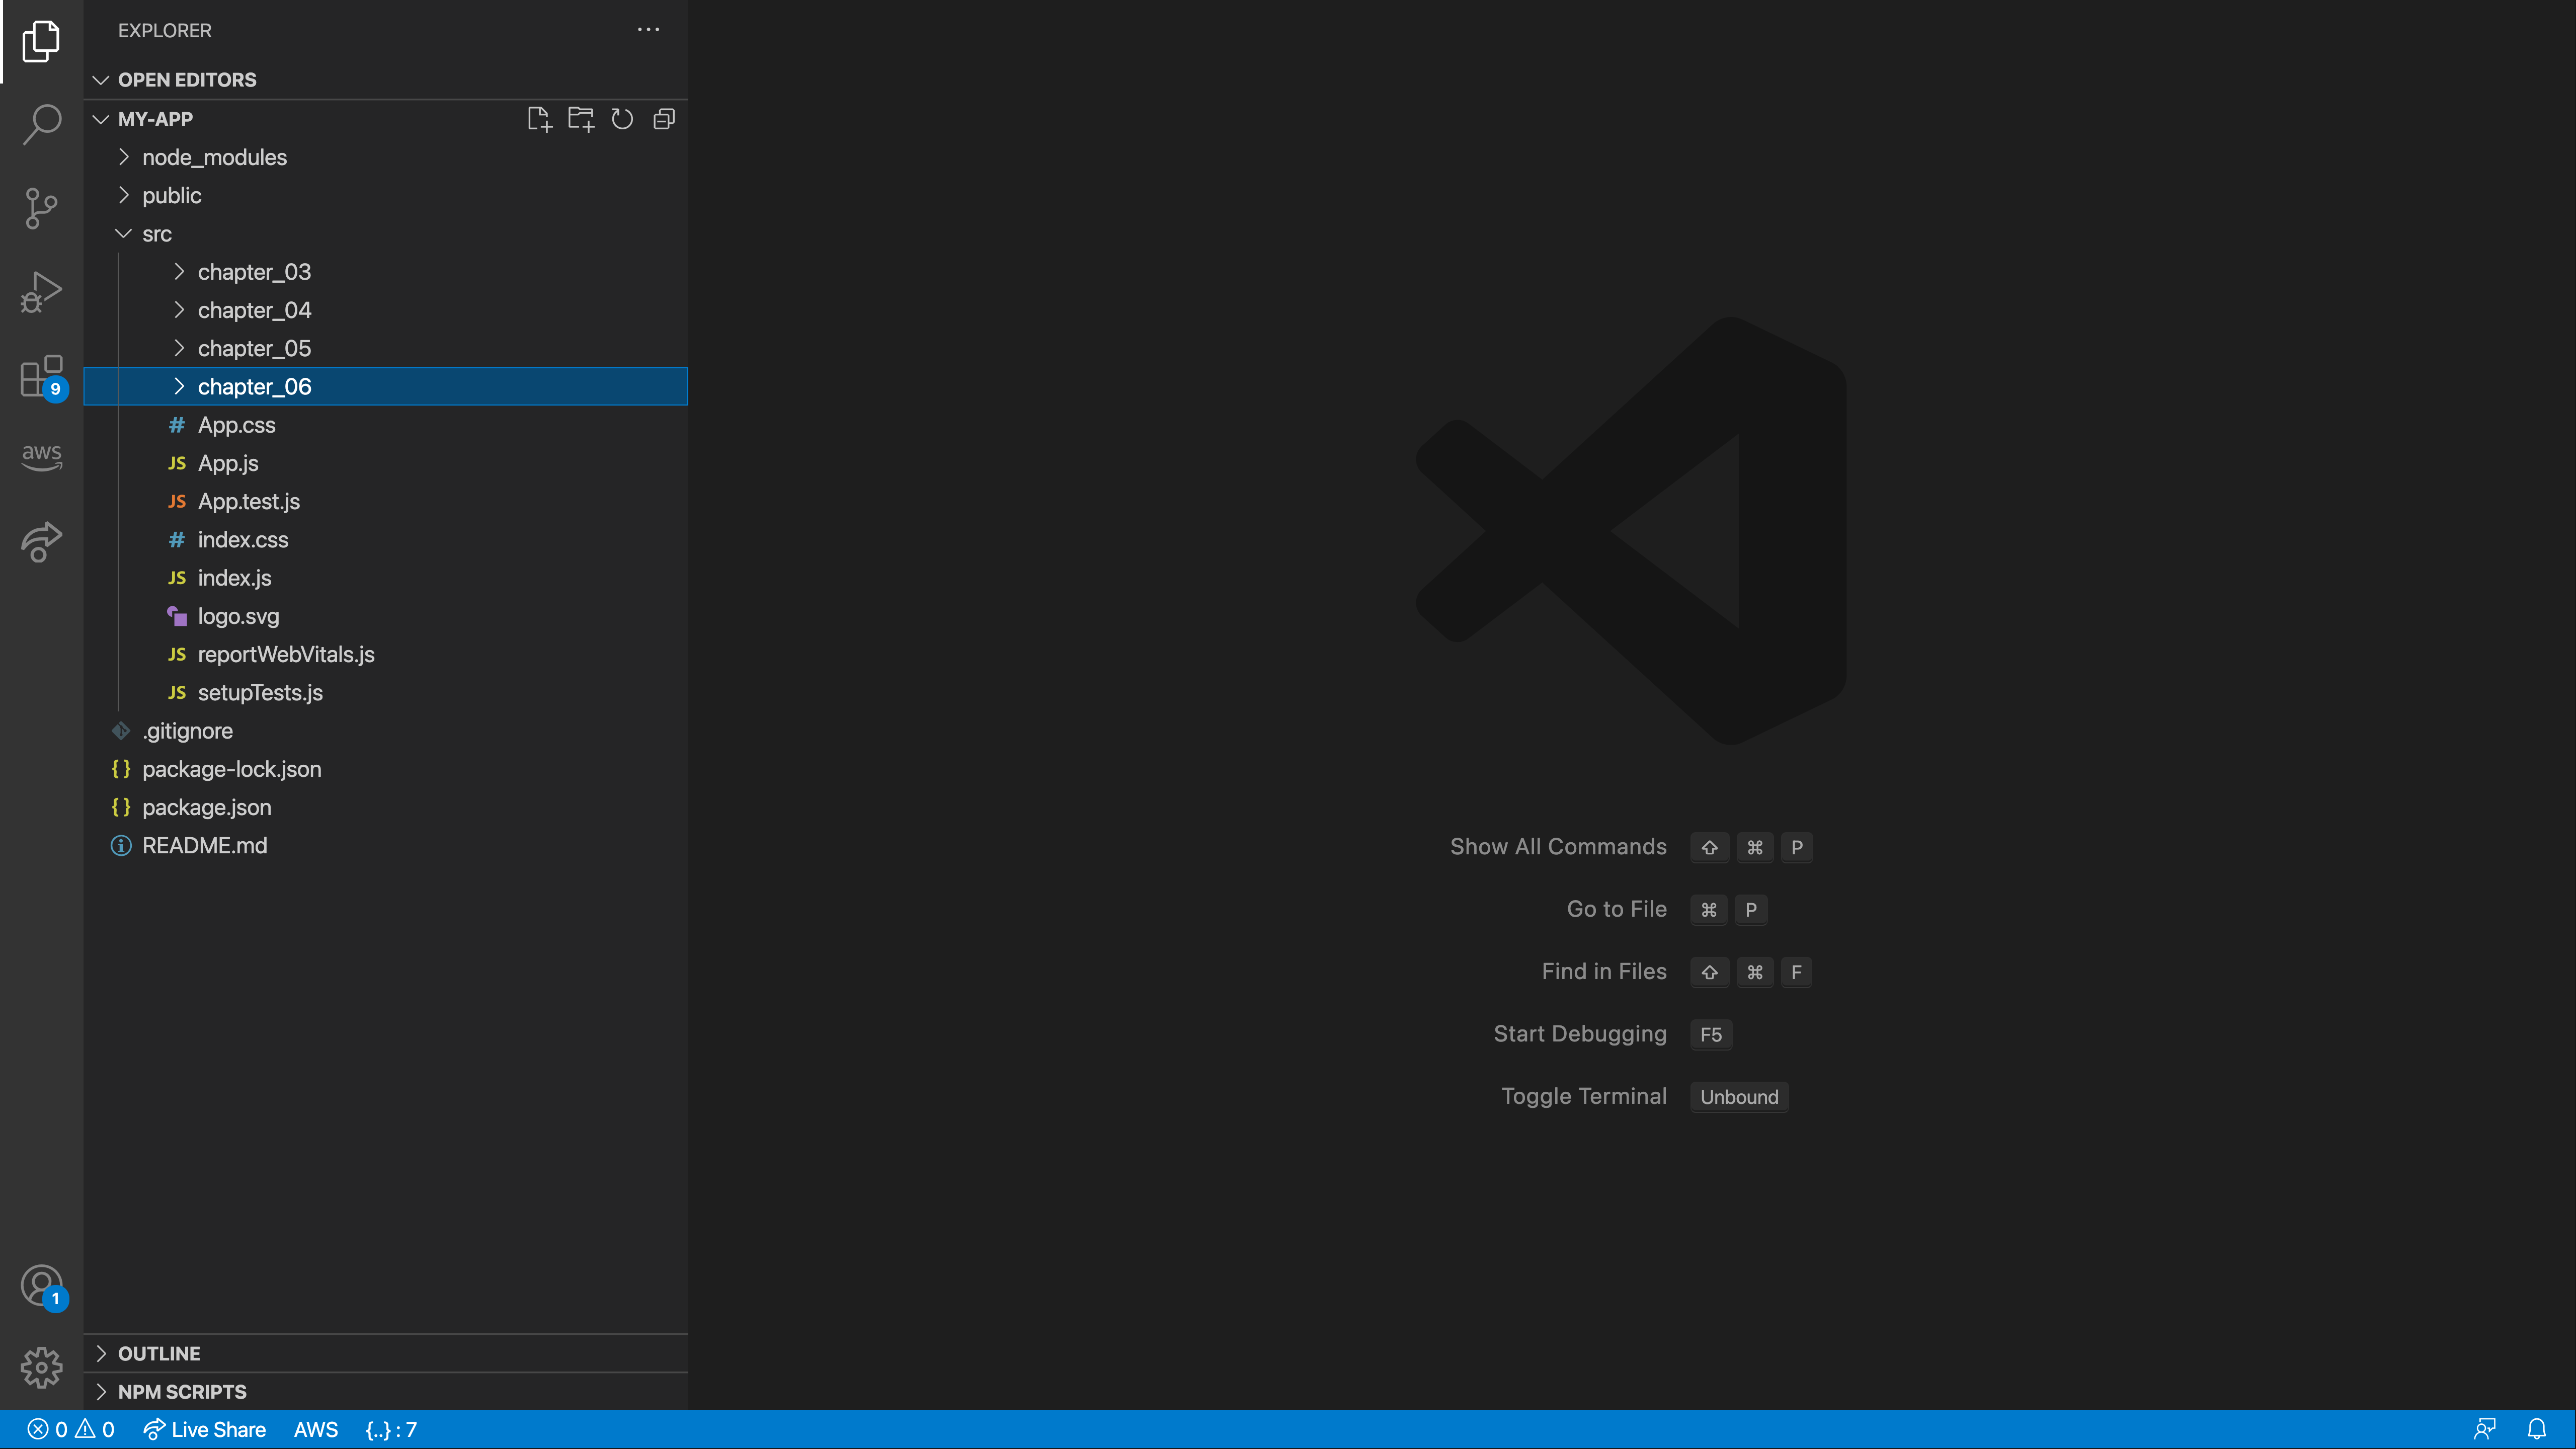 EXPLORER
OPEN EDITORS
MY-APP
node_modules
public
src
chapter_03
chapter_04
chapter_05
chapter_06
# App.css
JS App.js
JS App.test.js
# index.css
JS index.js
logo.svg
JS reportWebVitals.js
JS setupTests.js
.gitignore
{} package-lock.json
{} package.json
README.md
9
aws
1
OUTLINE
NPM SCRIPTS
Show All Commands ⇧ ⌘ P
Go to File ⌘ P
Find in Files ⇧ ⌘ F
Start Debugging F5
Toggle Terminal Unbound
0 0 Live Share AWS {..} : 7